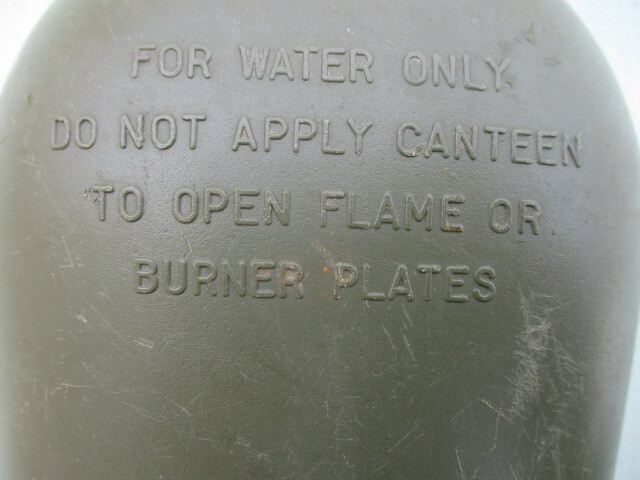 FOR WATER ONLY
DO NOT APPLY CANTEEN
TO OPEN FLAME OR
BURNER PLATES